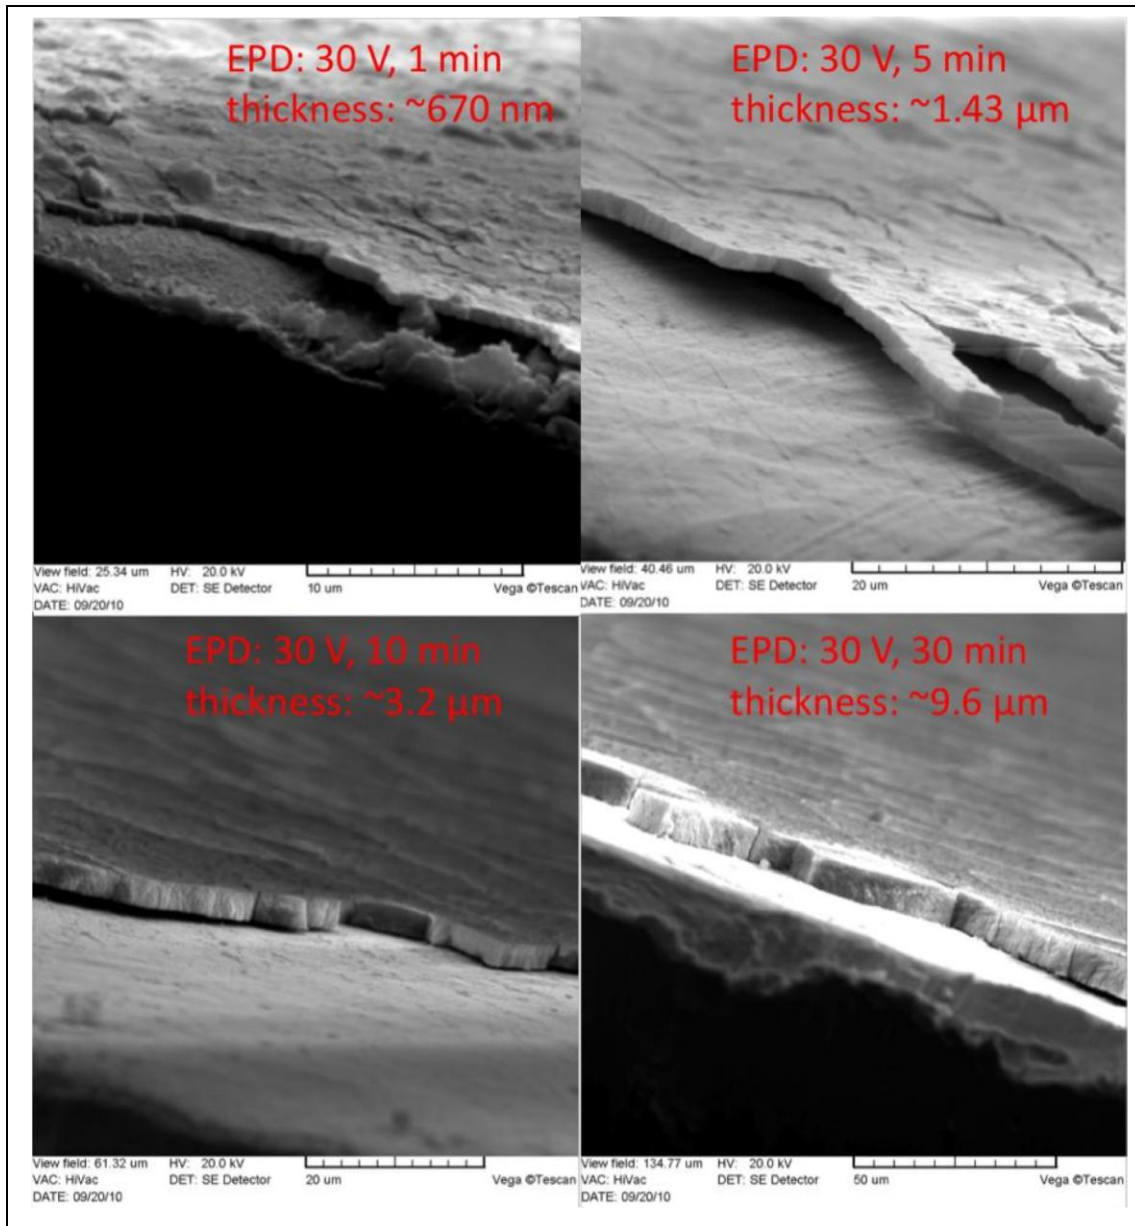 EPD: 30 V, 1 min
thickness: ~670 nm
View field: 25.34 um HV: 20.0 kV
VAC: HiVac DET: SE Detector 10 um Vega ©Tescan
DATE: 09/20/10
EPD: 30 V, 5 min
thickness: ~1.43 µm
View field: 40.46 um HV: 20.0 kV
VAC: HiVac DET: SE Detector 20 um Vega ©Tescan
DATE: 09/20/10
EPD: 30 V, 10 min
thickness: ~3.2 µm
View field: 61.32 um HV: 20.0 kV
VAC: HiVac DET: SE Detector 20 um Vega ©Tescan
DATE: 09/20/10
EPD: 30 V, 30 min
thickness: ~9.6 µm
View field: 134.77 um HV: 20.0 kV
VAC: HiVac DET: SE Detector 50 um Vega ©Tescan
DATE: 09/20/10